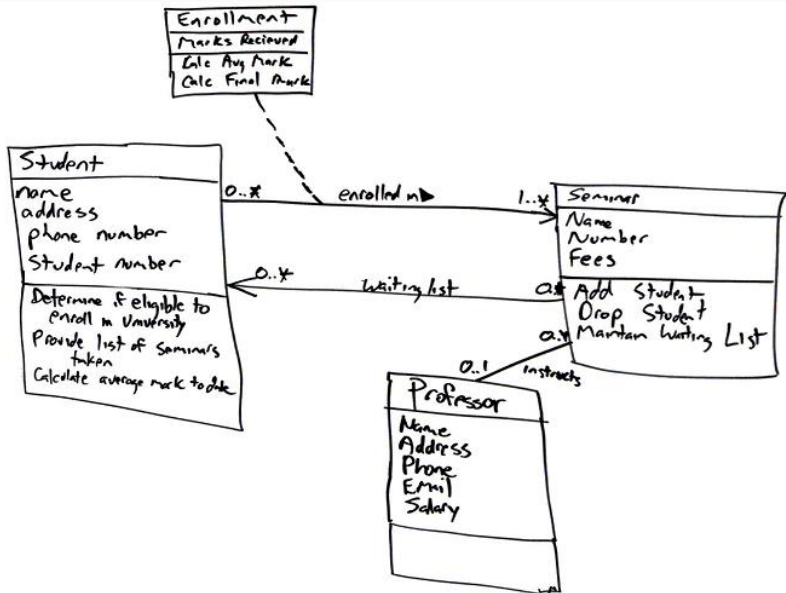 Enrollment
Marks Recieved
Calc Avg Mark
Calc Final Mark
Student
name
address
phone number
Student number
Determine if eligible to
enroll in University
Provide list of Seminars
taken
Calculate average mark to date
0..*
enrolled in
1..*
Seminar
Name
Number
Fees
Add Student
Drop Student
Maintan Waiting List
0..*
Waiting list
0..*
0..*
0..1
instructs
Professor
Name
Address
Phone
Email
Salary